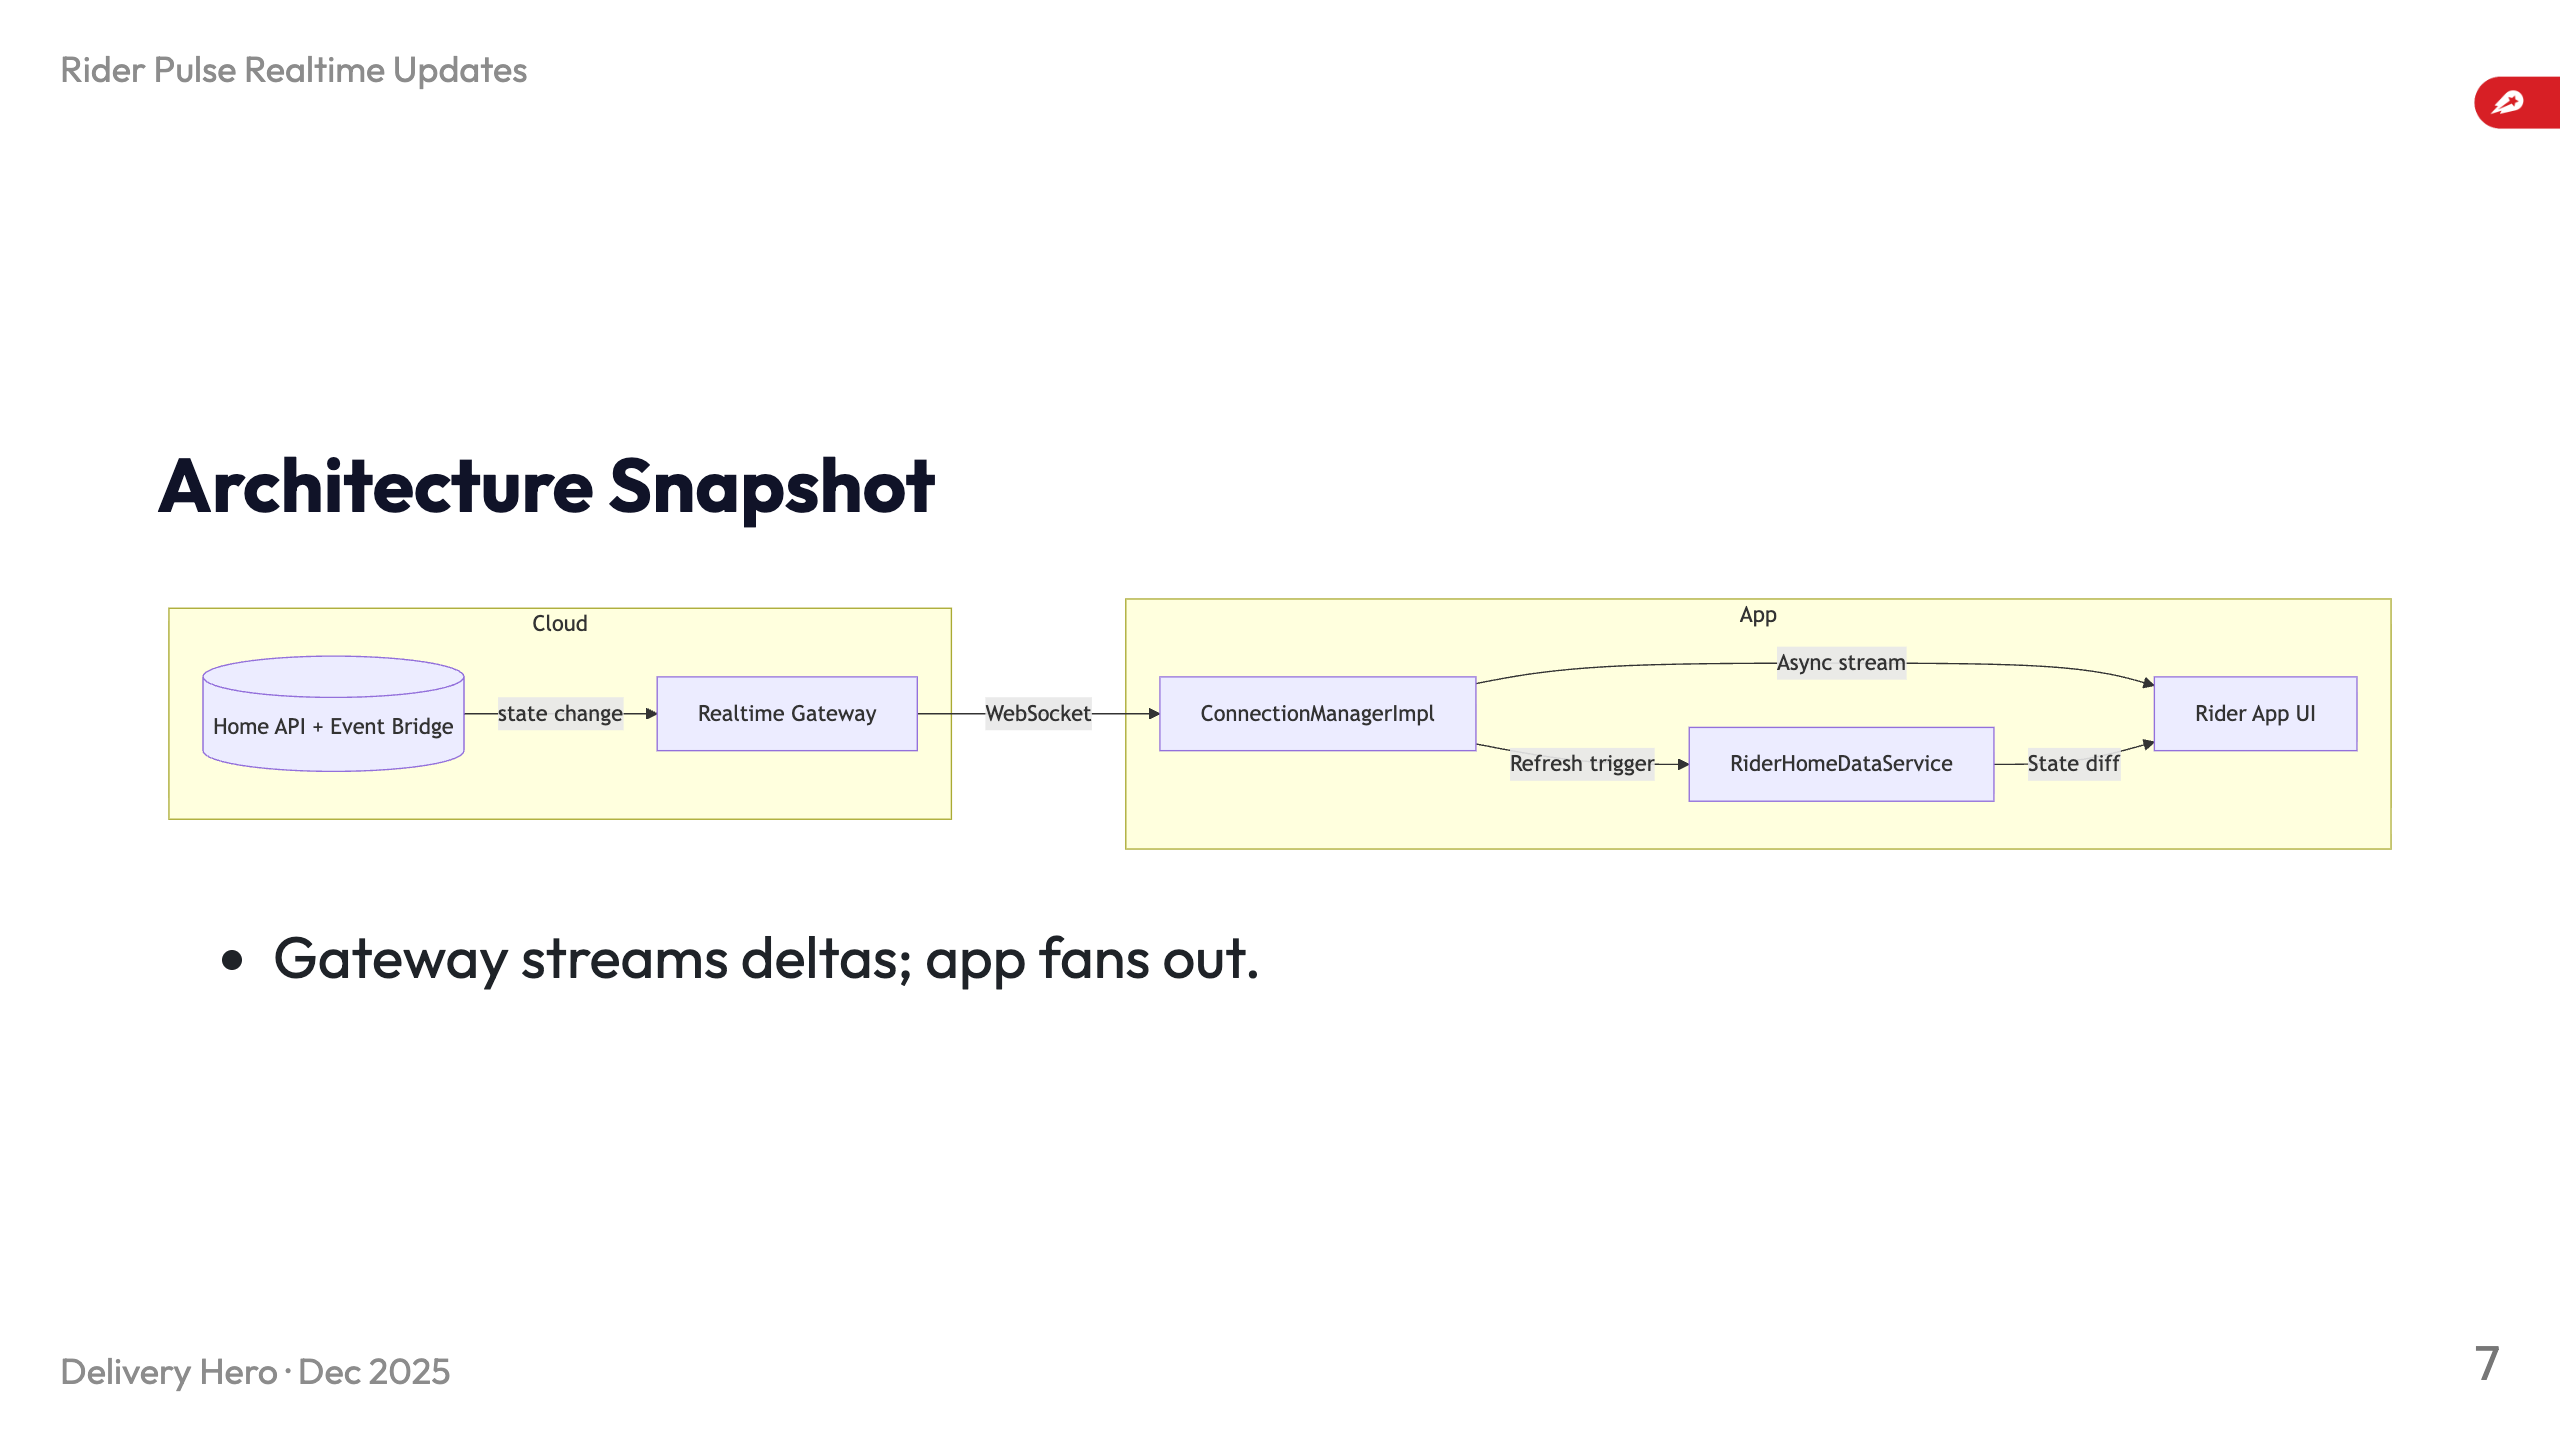 Rider Pulse Realtime Updates
Architecture Snapshot
Cloud
Home API + Event Bridge
state change
Realtime Gateway
WebSocket
App
ConnectionManagerImpl
Async stream
Refresh trigger
RiderHomeDataService
State diff
Rider App UI
• Gateway streams deltas; app fans out.
Delivery Hero · Dec 2025
7